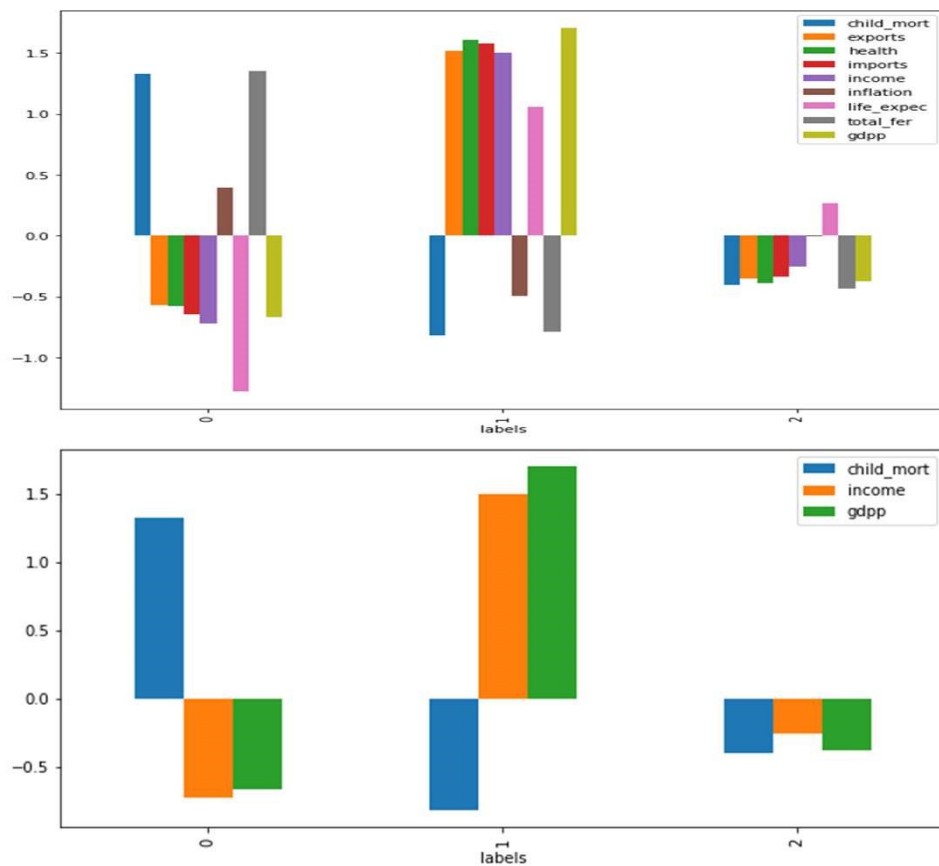 child_mort
exports
health
imports
income
inflation
life_expec
total_fer
gdpp
1.5
1.0
0.5
0.0
−0.5
−1.0
0
1
2
labels
child_mort
income
gdpp
1.5
1.0
0.5
0.0
−0.5
0
1
2
labels